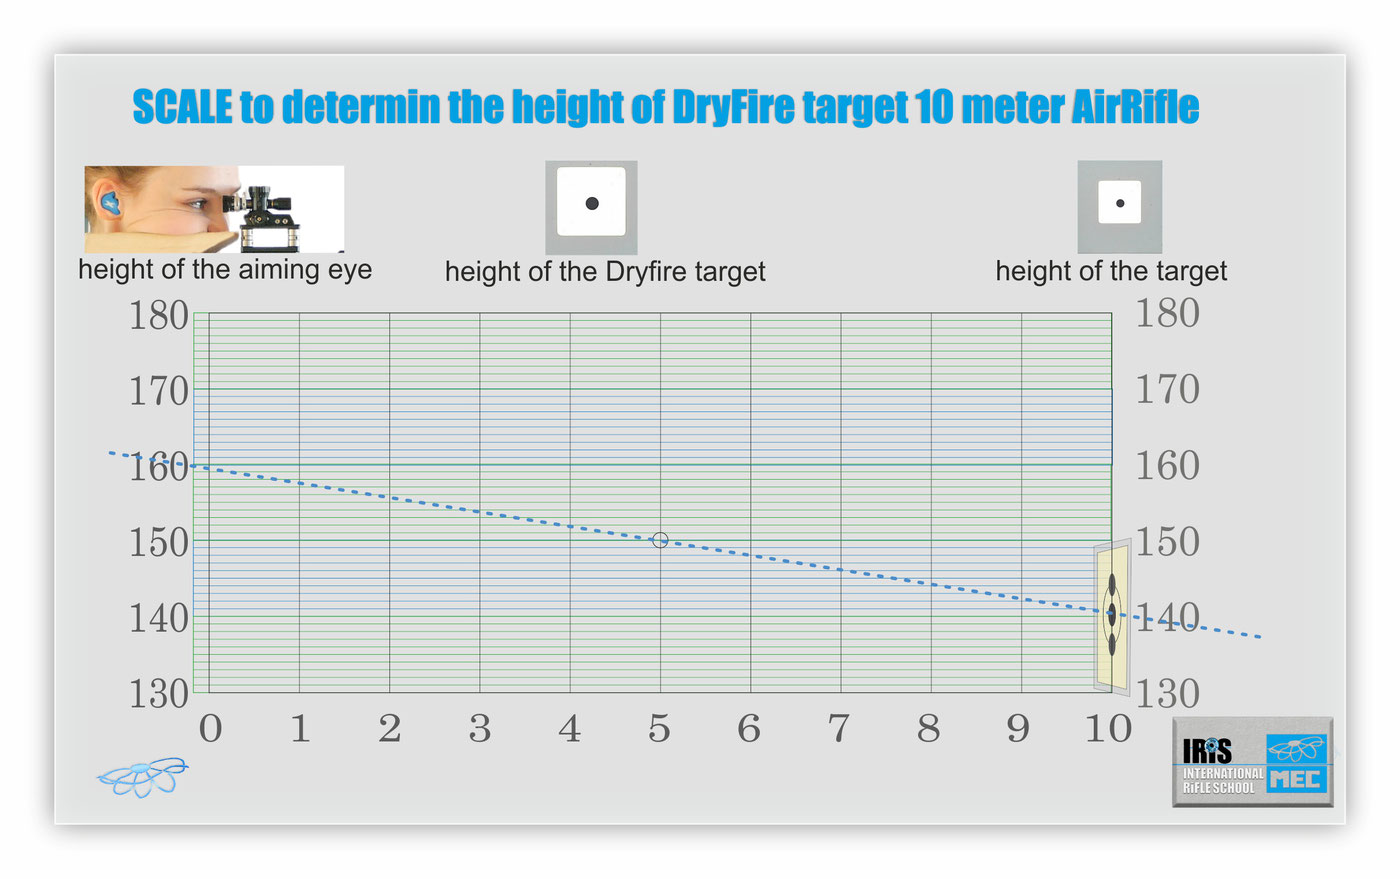 SCALE to determin the height of DryFire target 10 meter AirRifle
height of the aiming eye
height of the Dryfire target
height of the target
180 180
170 170
160 160
150 150
140 140
130 130
0 1 2 3 4 5 6 7 8 9 10
IRiS
INTERNATIONAL
RiFLE SCHOOL
MEC